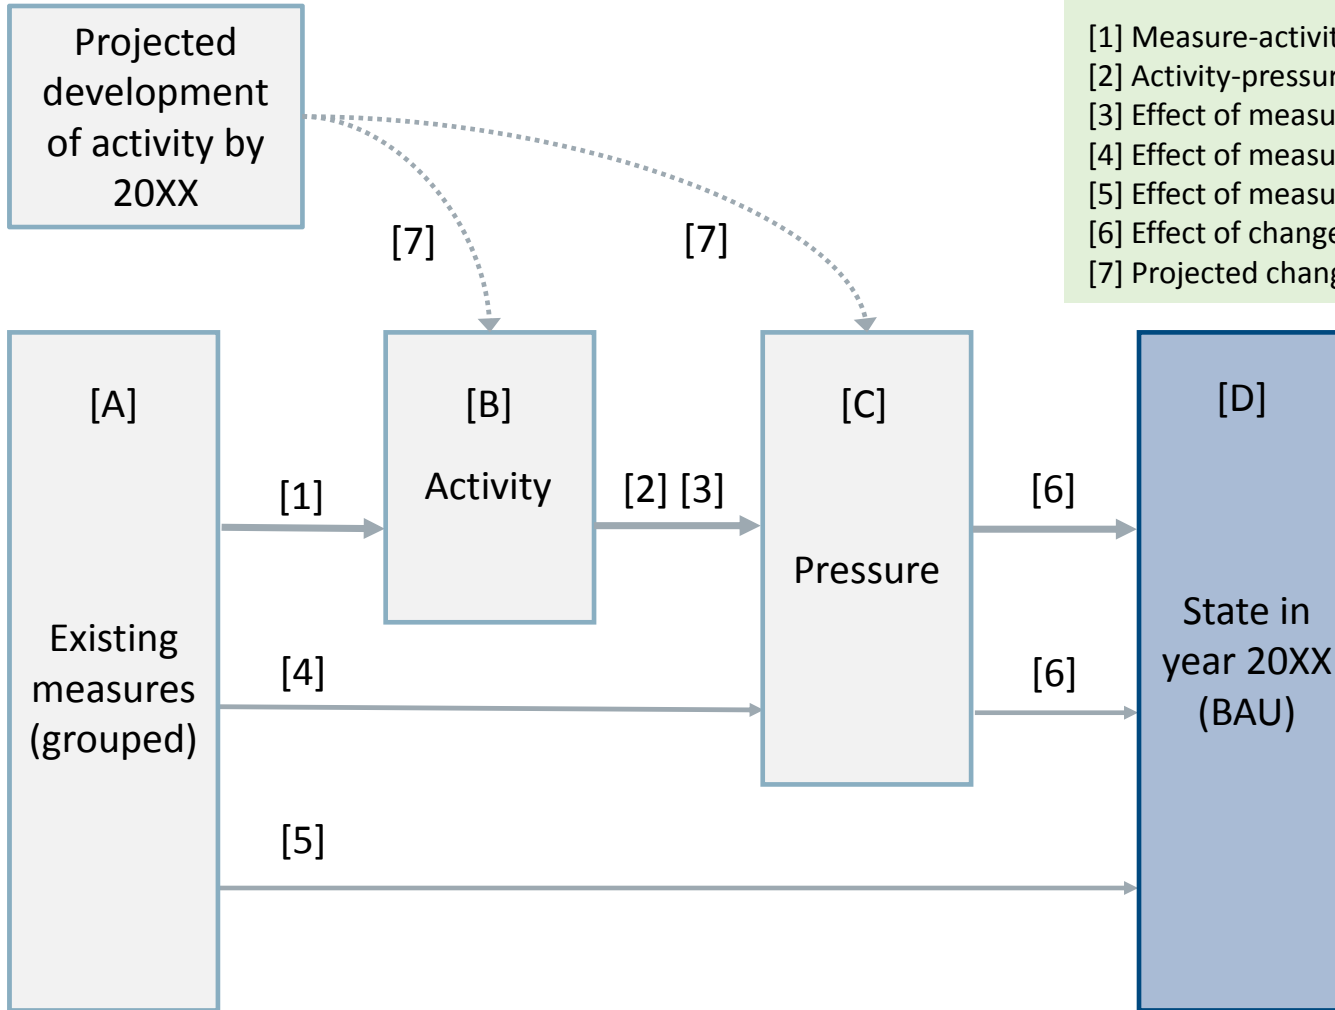 Projected
development
of activity by
20XX
[1] Measure-activit
[2] Activity-pressur
[3] Effect of measu
[4] Effect of measu
[5] Effect of measu
[6] Effect of change
[7] Projected chang
[7]
[7]
[A]
[B]
[C]
[D]
[1]
Activity
[2] [3]
[6]
Pressure
Existing
measures
(grouped)
[4]
[6]
State in
year 20XX
(BAU)
[5]